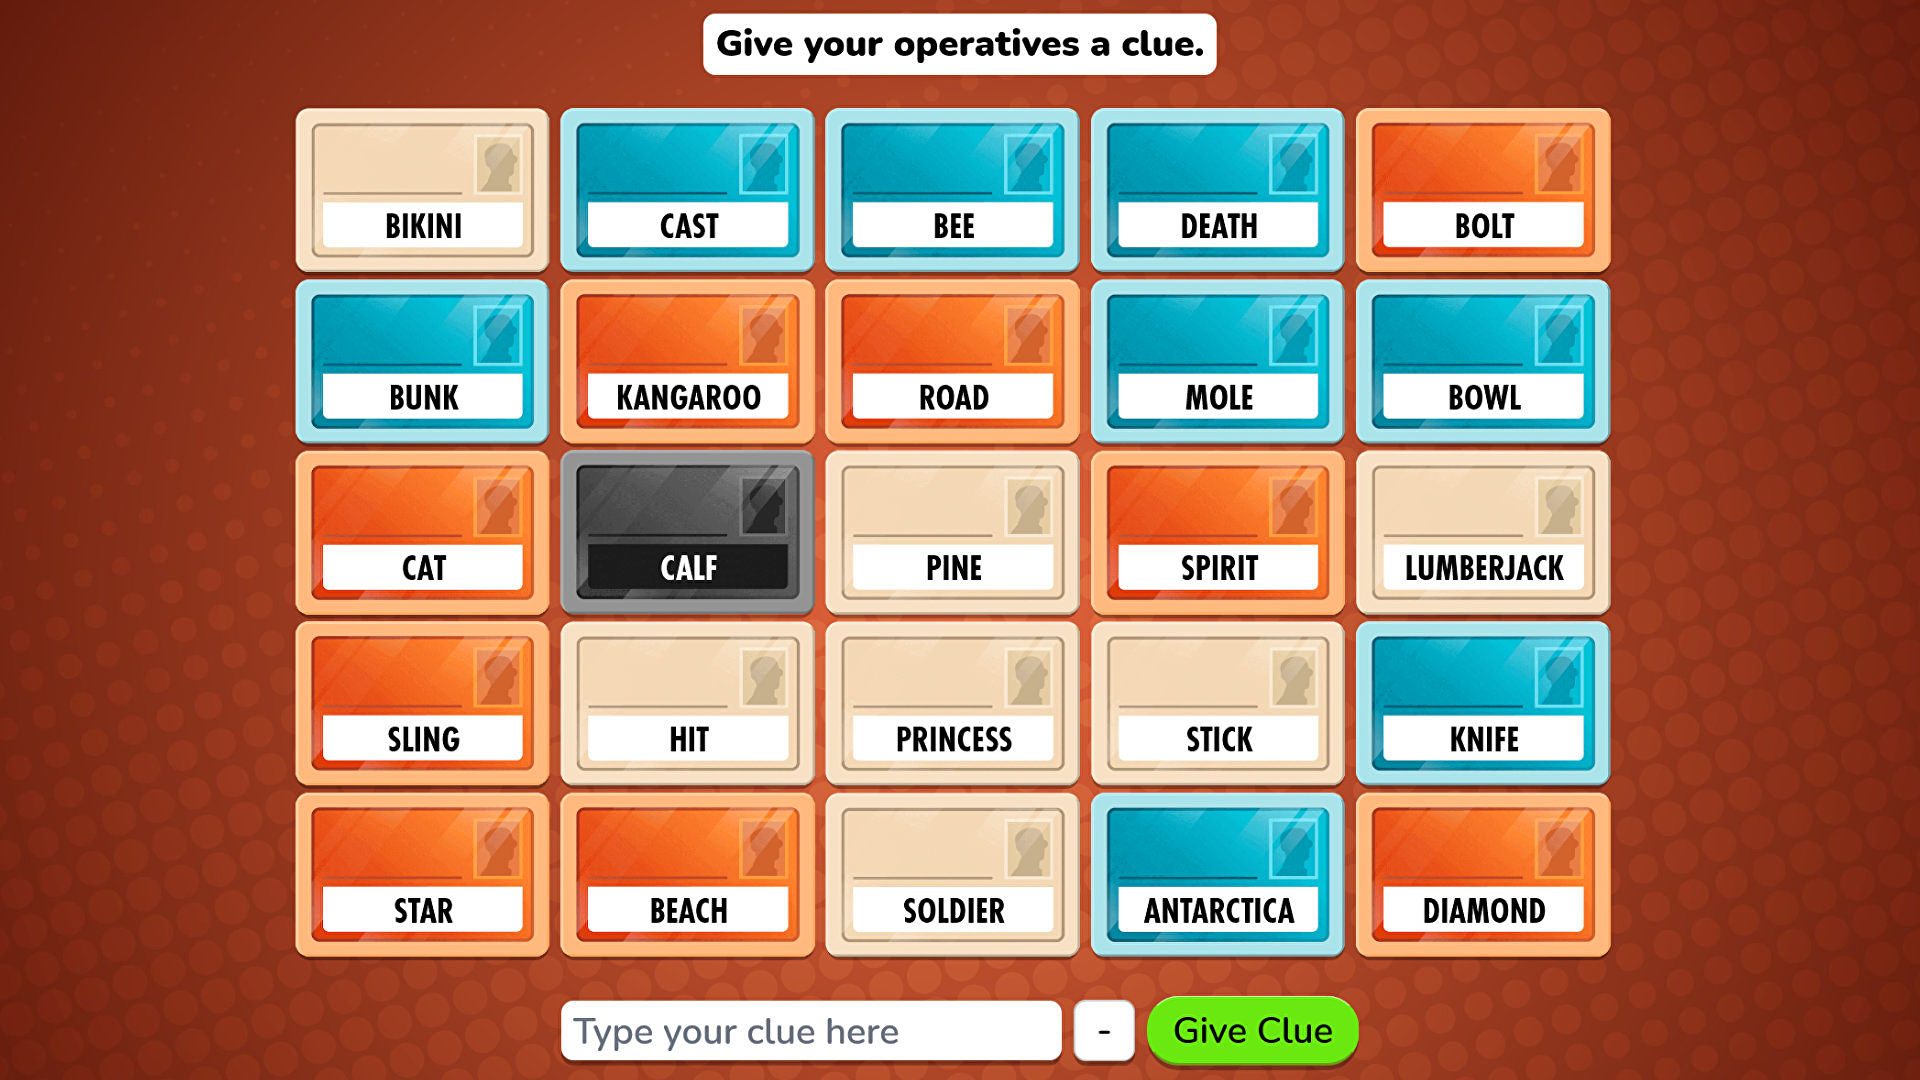 Give your operatives a clue.
BIKINI
CAST
BEE
DEATH
BOLT
BUNK
KANGAROO
ROAD
MOLE
BOWL
CAT
CALF
PINE
SPIRIT
LUMBERJACK
SLING
HIT
PRINCESS
STICK
KNIFE
STAR
BEACH
SOLDIER
ANTARCTICA
DIAMOND
Type your clue here
-
Give Clue